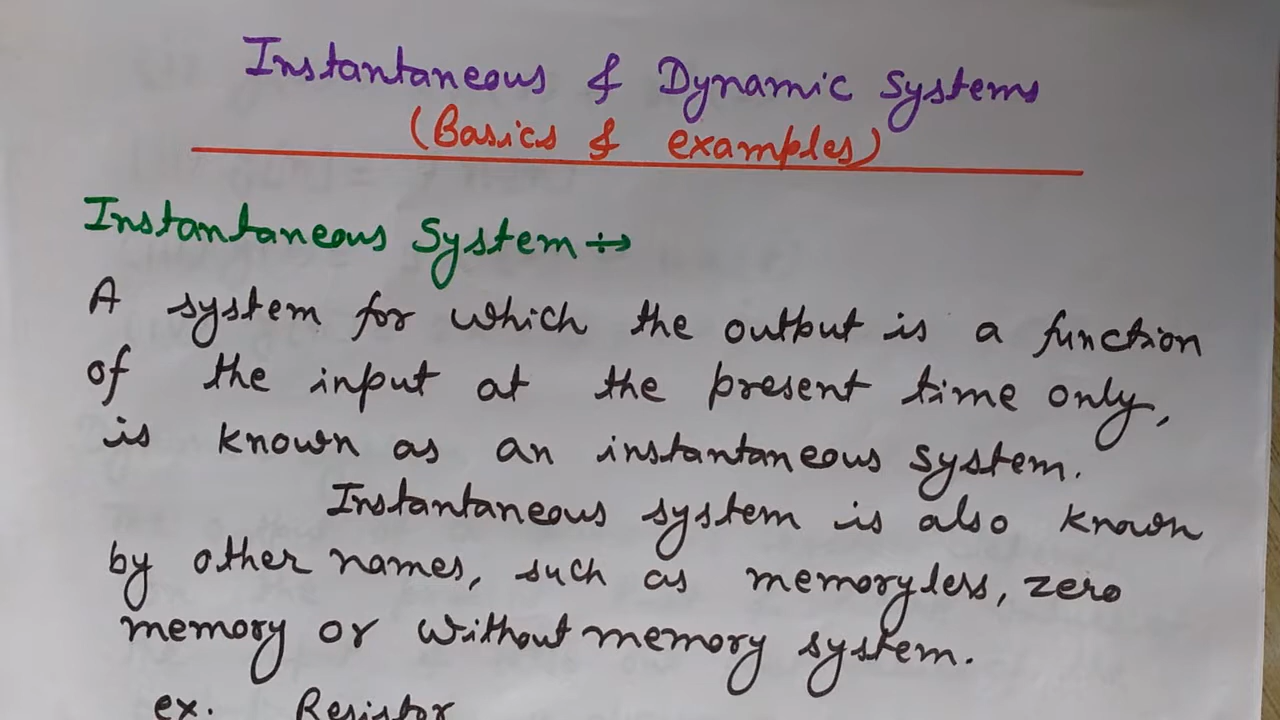 Instantaneous & Dynamic Systems
(Basics & examples)
Instantaneous System :→
A system for which the output is a function
of the input at the present time only,
is known as an instantaneous system.
Instantaneous system is also known
by other names, such as memoryless, zero
memory or without memory system.
ex. Resistor